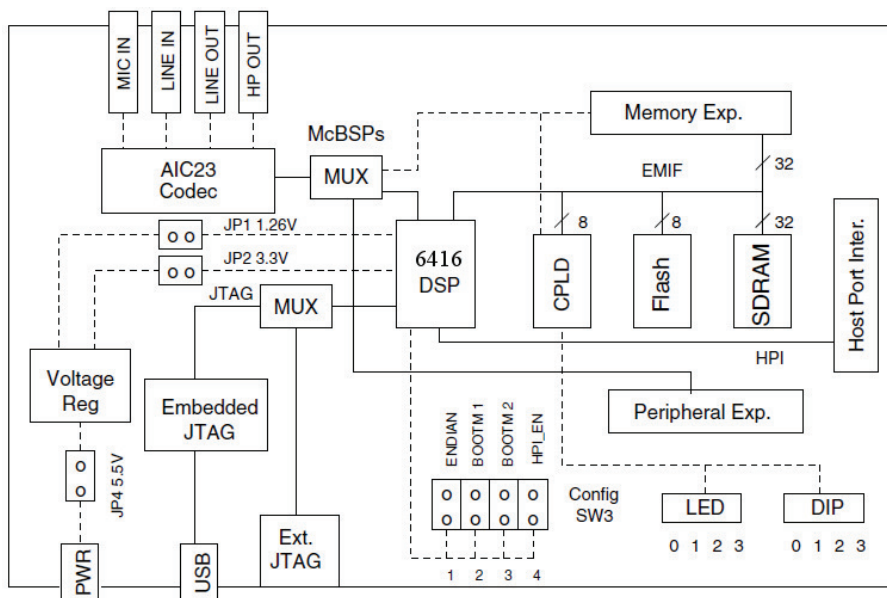 MIC IN
LINE IN
LINE OUT
HP OUT
McBSPs
Memory Exp.
AIC23
Codec
MUX
EMIF
32
JP1 1.26V
8
8
32
JP2 3.3V
6416
DSP
CPLD
Flash
SDRAM
Host Port Inter.
JTAG
MUX
HPI
Voltage
Reg
Embedded
JTAG
Peripheral Exp.
ENDIAN
BOOTM 1
BOOTM 2
HPI_EN
JP4 5.5V
Config
SW3
LED
DIP
0 1 2 3
0 1 2 3
PWR
USB
Ext.
JTAG
1 2 3 4